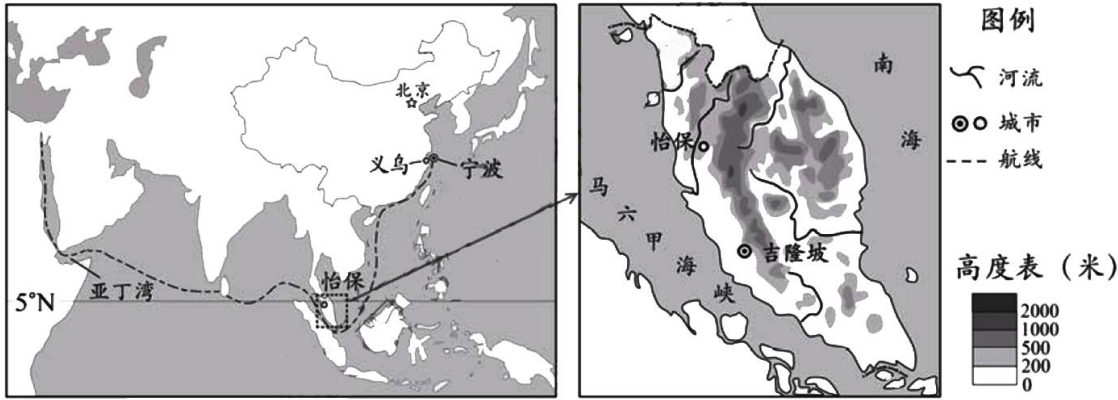 北京
义乌
宁波
亚丁湾
怡保
5°N
南
海
怡保
马
六
甲
海
峡
吉隆坡
图例
河流
城市
航线
高度表（米）
2000
1000
500
200
0